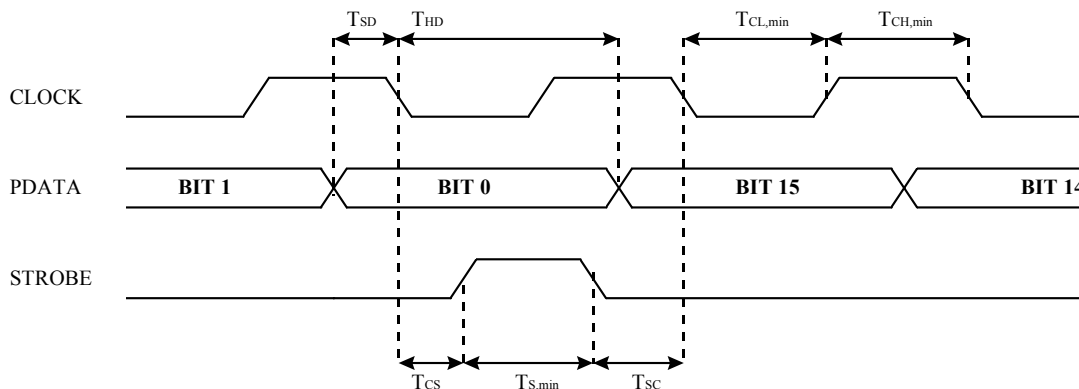 TSD THD TCL,min TCH,min
CLOCK
PDATA BIT 1 BIT 0 BIT 15 BIT 14
STROBE
TCS TS,min TSC